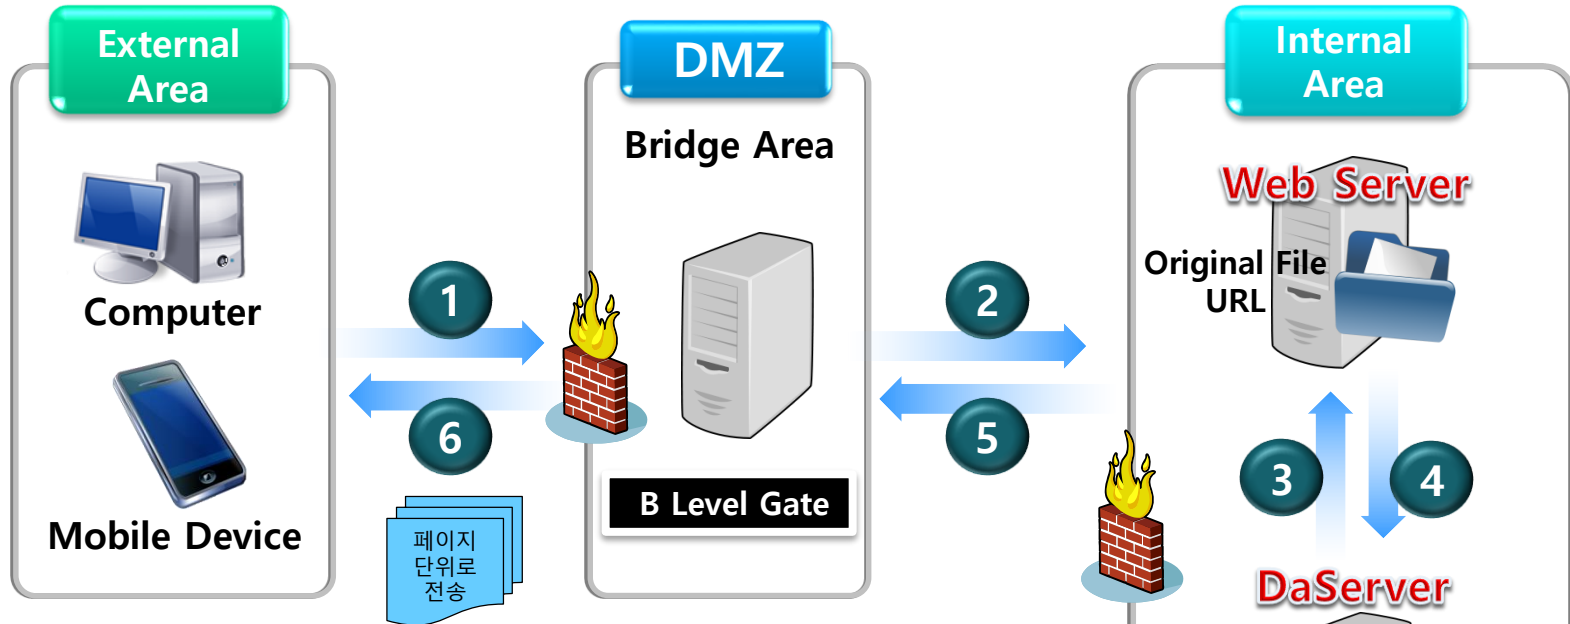 External
Area
DMZ
Internal
Area
Bridge Area
Web Server
Original File
URL
Computer
1
2
6
5
3
4
B Level Gate
Mobile Device
페이지
단위로
전송
DaServer